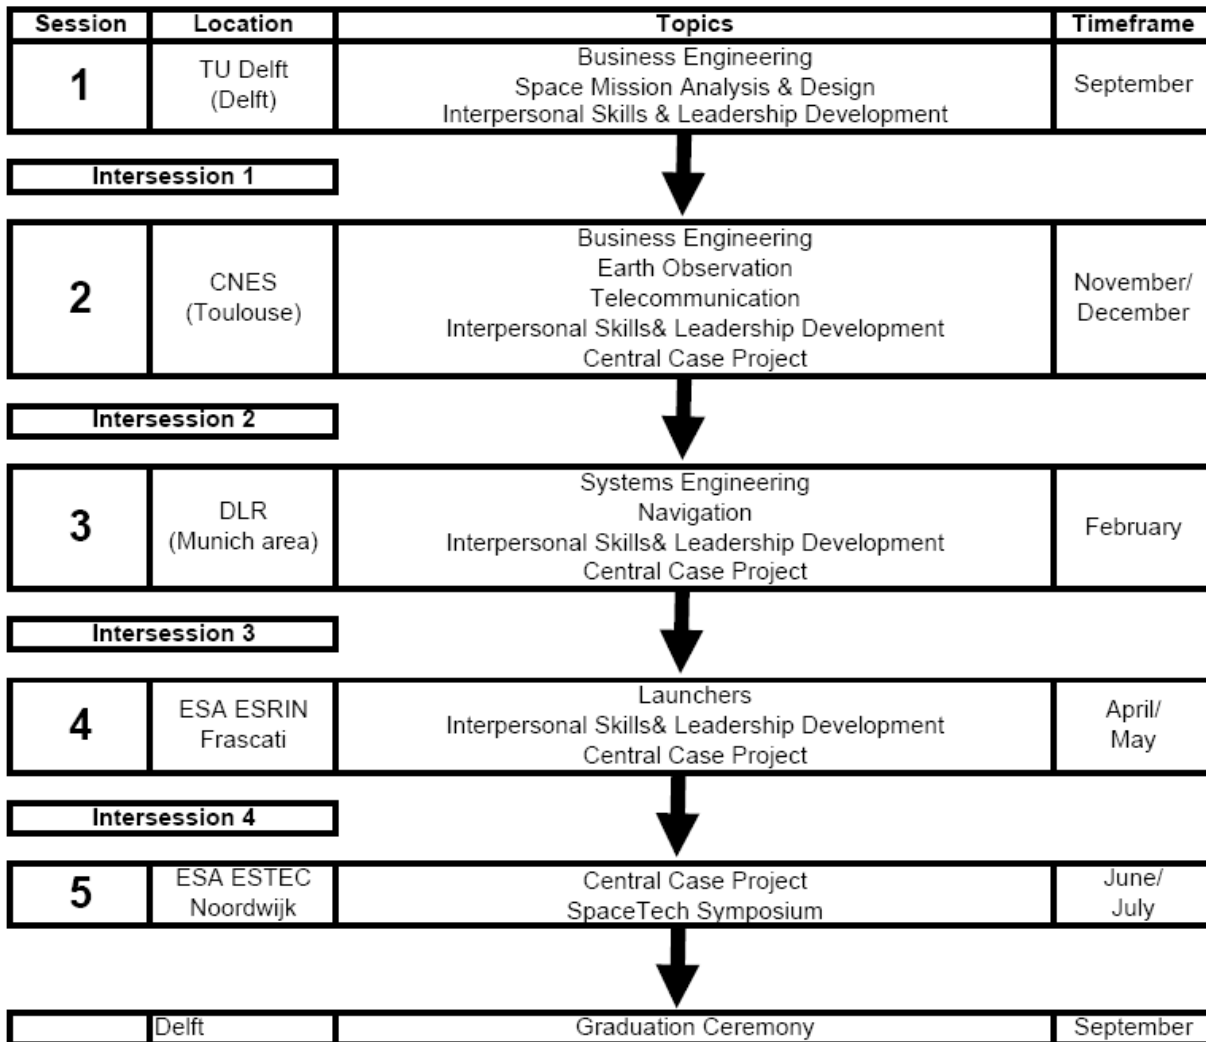 Session Location Topics Timeframe
1
TU Delft
(Delft)
Business Engineering
Space Mission Analysis & Design
Interpersonal Skills & Leadership Development
September
Intersession 1
2
CNES
(Toulouse)
Business Engineering
Earth Observation
Telecommunication
Interpersonal Skills& Leadership Development
Central Case Project
November/
December
Intersession 2
3
DLR
(Munich area)
Systems Engineering
Navigation
Interpersonal Skills& Leadership Development
Central Case Project
February
Intersession 3
4
ESA ESRIN
Frascati
Launchers
Interpersonal Skills& Leadership Development
Central Case Project
April/
May
Intersession 4
5
ESA ESTEC
Noordwijk
Central Case Project
SpaceTech Symposium
June/
July
Delft Graduation Ceremony September